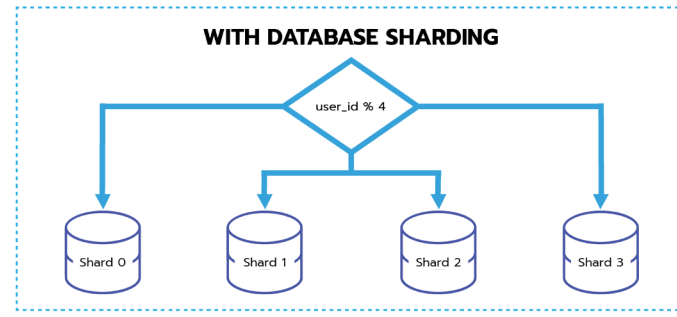 WITH DATABASE SHARDING
user_id % 4
Shard 0
Shard 1
Shard 2
Shard 3